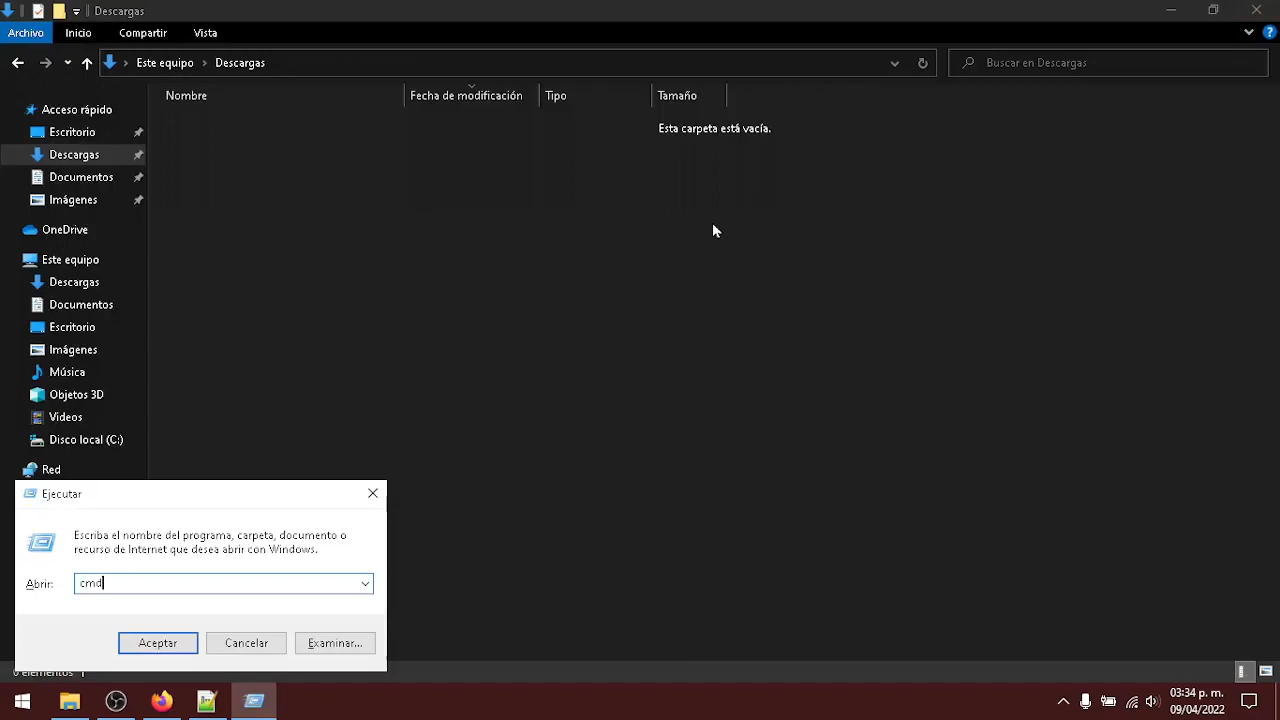 Descargas
Archivo Inicio Compartir Vista
Este equipo > Descargas
Buscar en Descargas
Nombre Fecha de modificación Tipo Tamaño
Esta carpeta está vacía.
Acceso rápido
Escritorio
Descargas
Documentos
Imágenes
OneDrive
Este equipo
Descargas
Documentos
Escritorio
Imágenes
Música
Objetos 3D
Videos
Disco local (C:)
Red
Ejecutar
Escriba el nombre del programa, carpeta, documento o
recurso de Internet que desea abrir con Windows.
Abrir: cmd
Aceptar Cancelar Examinar...
0 elementos
03:34 p. m.
09/04/2022